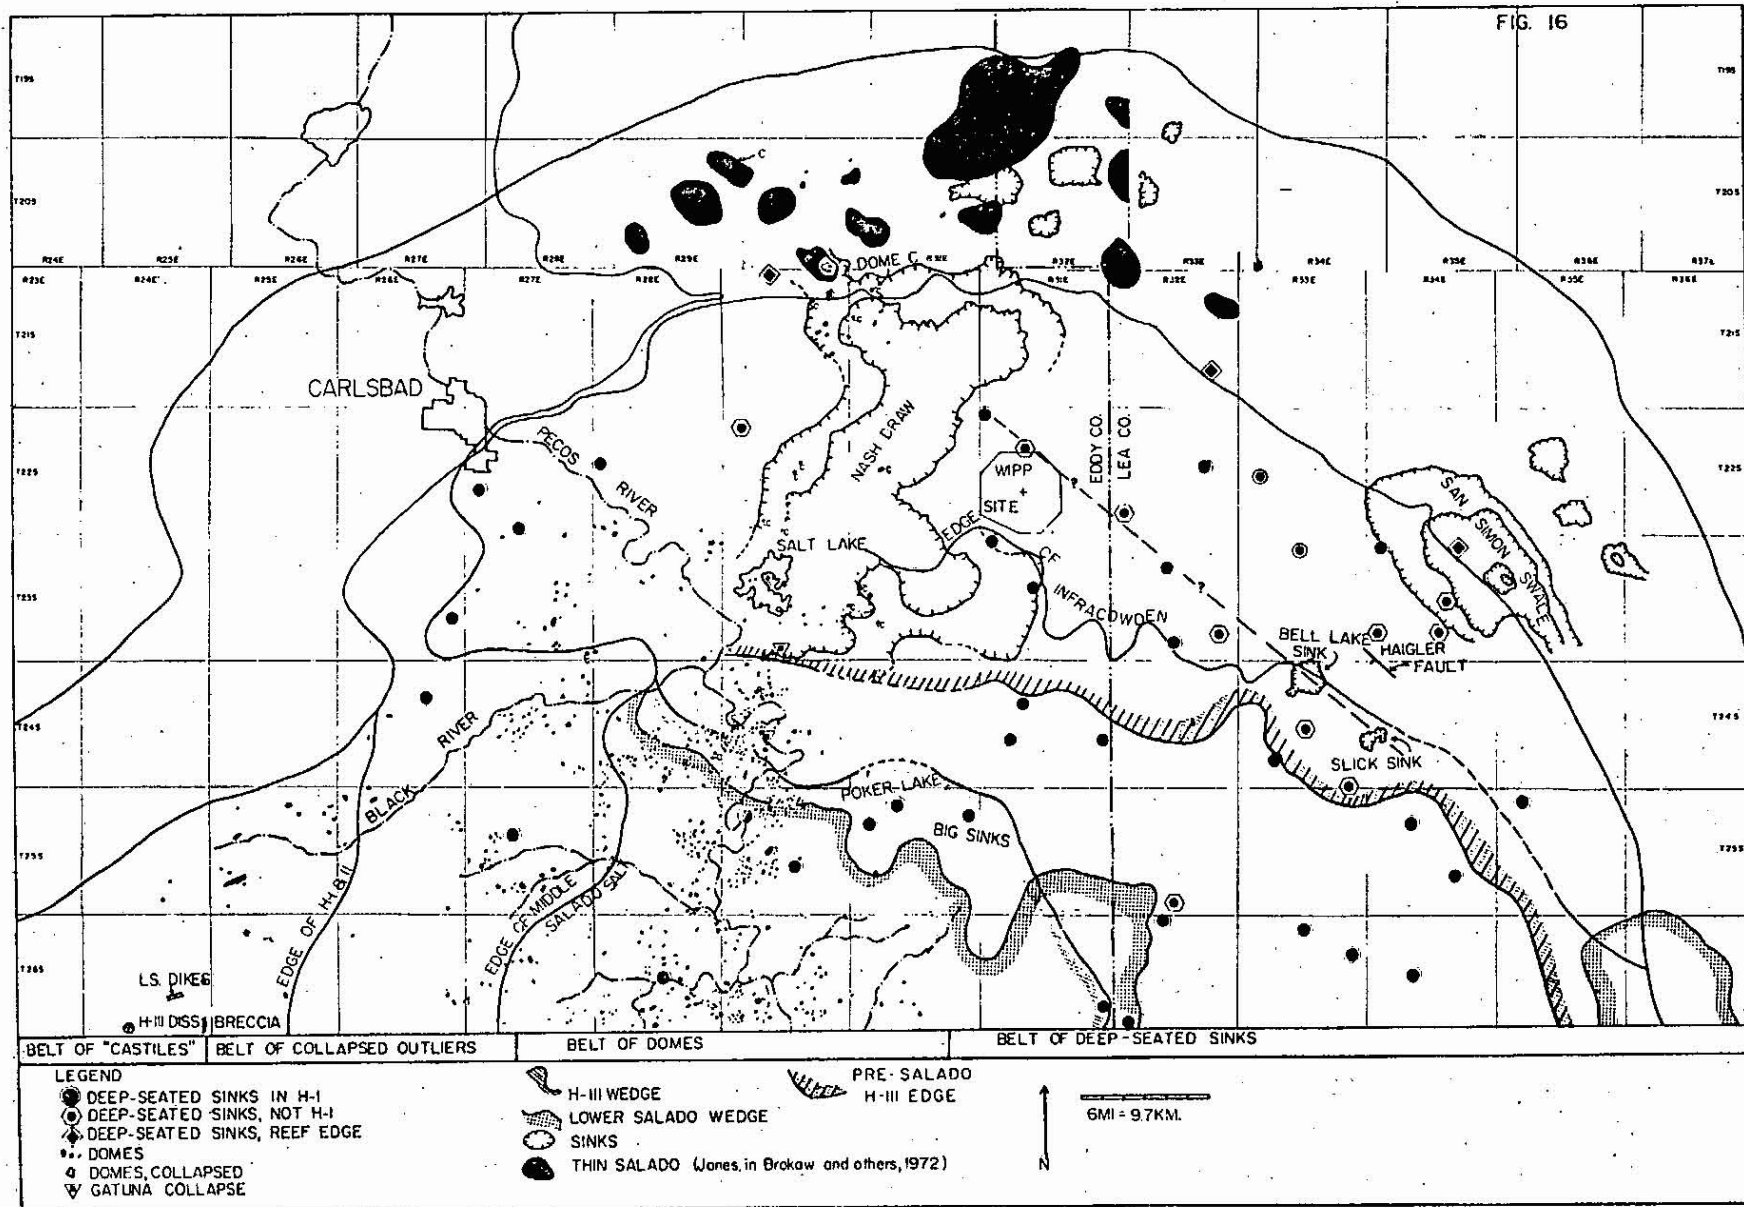 FIG. 16
T19S
T19S
T20S
T20S
C
DOME C
R24E R25E R26E R27E R28E R29E R31E R32E R33E R34E R35E R36E R37E
R23E R24E R25E R26E R27E R28E R31E R32E R33E R34E R35E R36E
T21S
T21S
CARLSBAD
PECOS
RIVER
NASH DRAW
EDDY CO.
LEA CO.
WIPP
SITE
?
T22S
T22S
SAN
SIMON
SWALE
SALT LAKE
EDGE
OF
INFRACOWDEN
?
T23S
BELL LAKE
SINK
HAIGLER
FAULT
T24S
T24S
BLACK
RIVER
SLICK SINK
POKER LAKE
BIG SINKS
T25S
T25S
EDGE OF H-I & II
EDGE OF MIDDLE
SALADO SALT
T26S
L.S. DIKES
H-III DISS. BRECCIA
BELT OF "CASTILES" BELT OF COLLAPSED OUTLIERS BELT OF DOMES BELT OF DEEP-SEATED SINKS
LEGEND
DEEP-SEATED SINKS IN H-I
DEEP-SEATED SINKS, NOT H-I
DEEP-SEATED SINKS, REEF EDGE
DOMES
DOMES, COLLAPSED
GATUNA COLLAPSE
H-III WEDGE
LOWER SALADO WEDGE
SINKS
THIN SALADO (Jones, in Brokaw and others, 1972)
PRE-SALADO
H-III EDGE
N
6MI = 9.7KM.